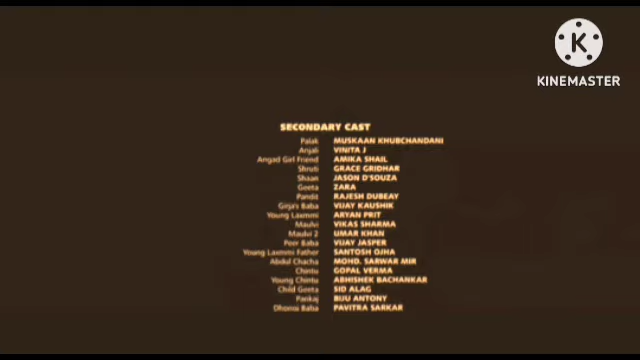 KINEMASTER
SECONDARY CAST
Palak MUSKAAN KHUBCHANDANI
Anjali VINITA J
Angad Girl Friend AMIKA SHAIL
Shruti GRACE GRIDHAR
Shaan JASON D'SOUZA
Geeta ZARA
Pandit RAJESH DUBEAY
Girja's Baba VIJAY KAUSHIK
Young Laxmmi ARYAN PRIT
Maulvi VIKAS SHARMA
Maulvi 2 UMAR KHAN
Peer Baba VIJAY JASPER
Young Laxmmi Father SANTOSH OJHA
Abdul Chacha MOHD. SARWAR MIR
Chintu GOPAL VERMA
Young Chintu ABHISHEK BACHANKAR
Child Geeta SID ALAG
Pankaj BIJU ANTONY
Dhonsi Baba PAVITRA SARKAR